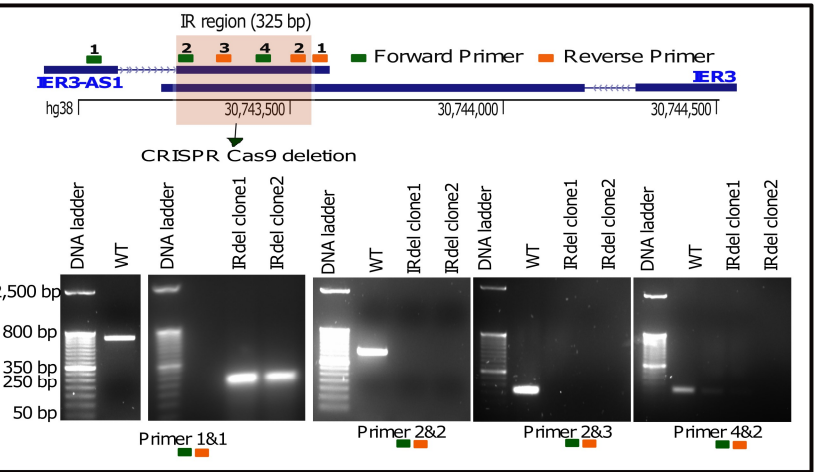 IR region (325 bp)
1 2 3 4 2 1 Forward Primer Reverse Primer
IER3-AS1 IER3
hg38 30,743,500 30,744,000 30,744,500
CRISPR Cas9 deletion
DNA ladder WT DNA ladder IRdel clone1 IRdel clone2 DNA ladder WT IRdel clone1 IRdel clone2 DNA ladder WT IRdel clone1 IRdel clone2 DNA ladder WT IRdel clone1 IRdel clone2
2,500 bp
800 bp
350 bp
250 bp
50 bp
Primer 1&1 Primer 2&2 Primer 2&3 Primer 4&2